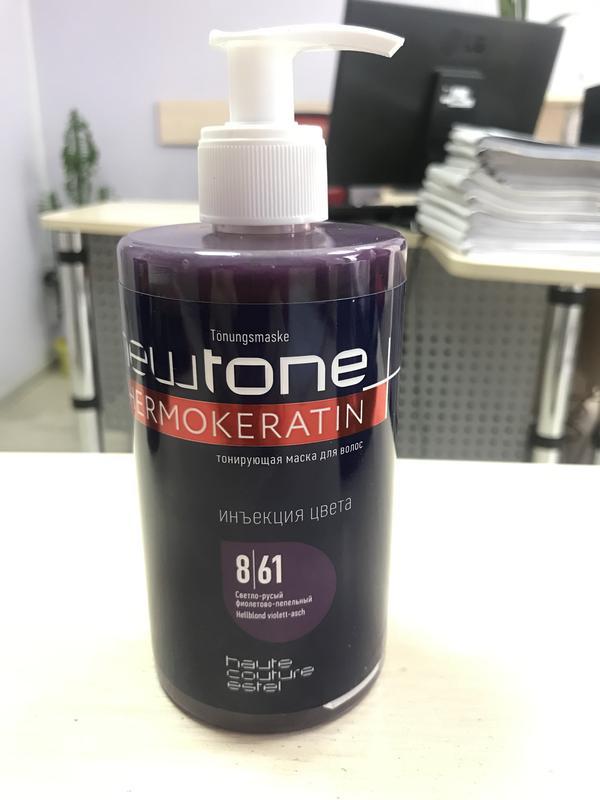 Tönungsmaske
newtone
THERMOKERATIN
тонирующая маска для волос
инъекция цвета
8|61
Светло-русый
фиолетово-пепельный
Hellblond violett-asch
haute
couture
estel